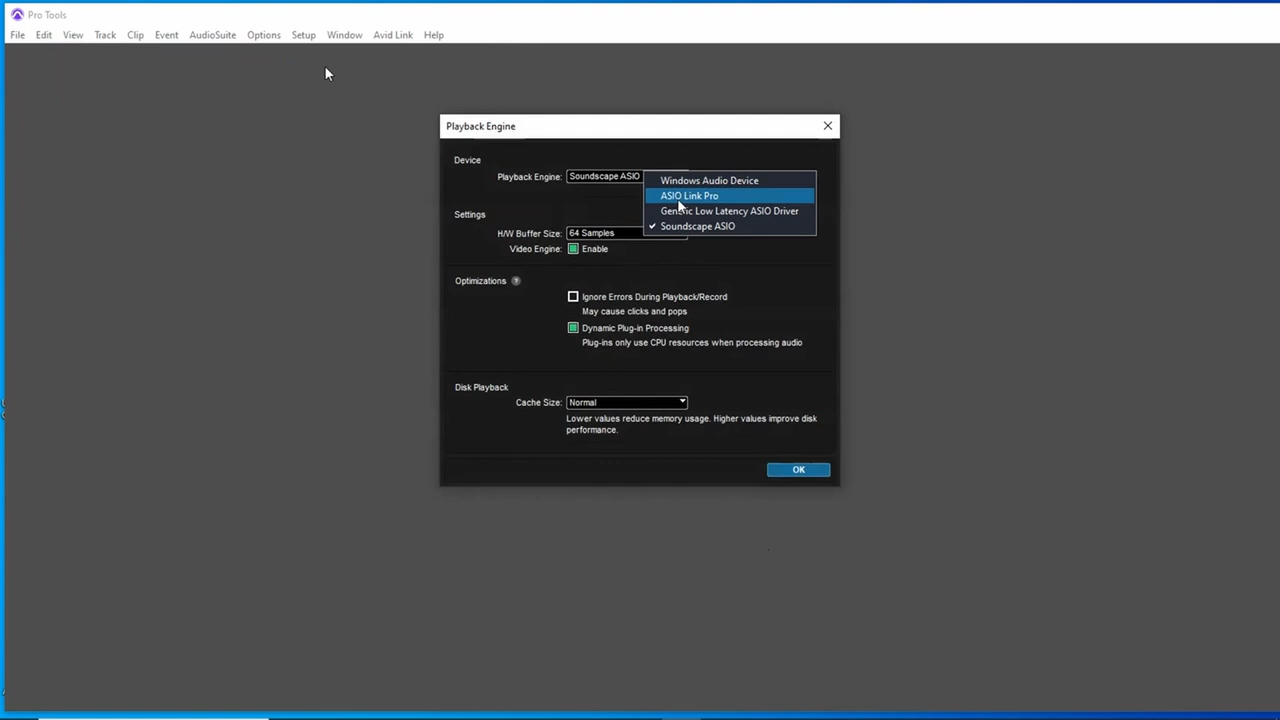 Pro Tools
File Edit View Track Clip Event AudioSuite Options Setup Window Avid Link Help
Playback Engine
Device
Playback Engine: Soundscape ASIO
Windows Audio Device
ASIO Link Pro
Generic Low Latency ASIO Driver
Soundscape ASIO
Settings
H/W Buffer Size: 64 Samples
Video Engine: Enable
Optimizations ?
Ignore Errors During Playback/Record
May cause clicks and pops
Dynamic Plug-in Processing
Plug-ins only use CPU resources when processing audio
Disk Playback
Cache Size: Normal
Lower values reduce memory usage. Higher values improve disk
performance.
OK